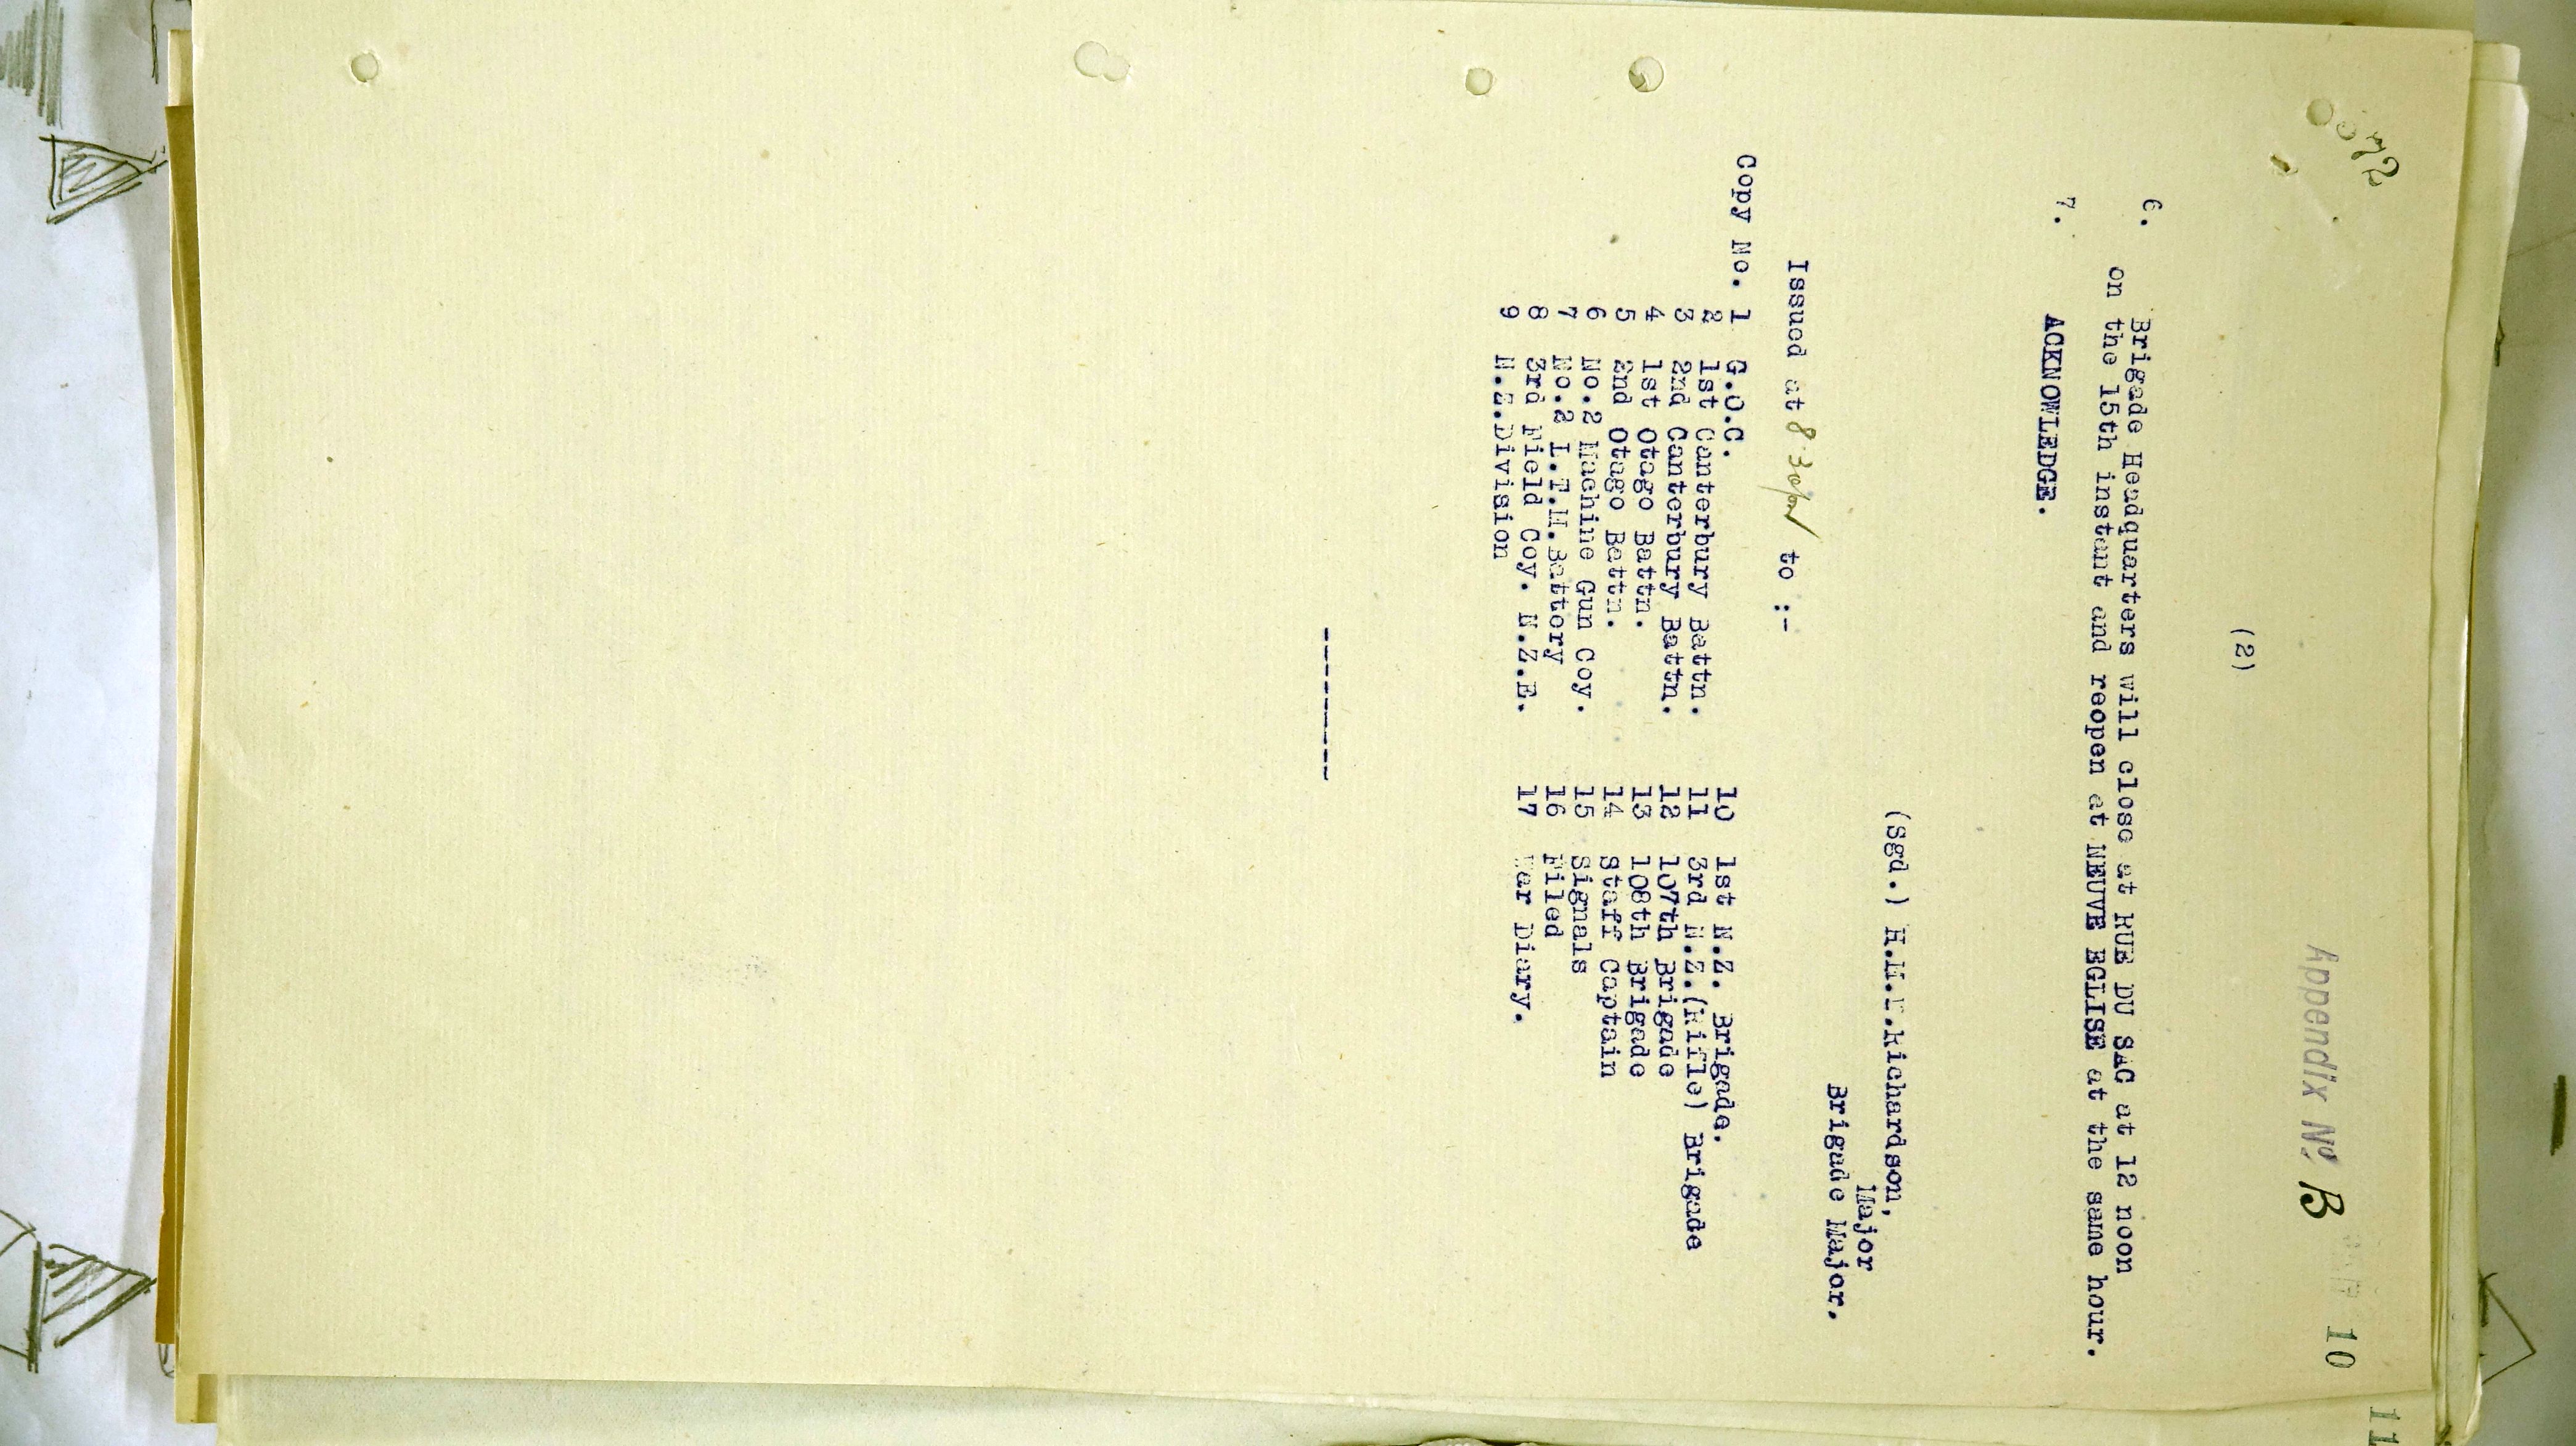 0072
Appendix No. B
10
11
(2)
6. Brigade Headquarters will close at RUE DU SAC at 12 noon
on the 15th instant and reopen at NEUVE EGLISE at the same hour.
7. ACKNOWLEDGE.
(Sgd.) H.M. Richardson,
Major
Brigade Major.
Issued at 8 30pm to :-
Copy No. 1 G.O.C. 10 1st N.Z. Brigade.
2 1st Canterbury Battn. 11 3rd N.Z.(Rifle) Brigade
3 2nd Canterbury Battn. 12 107th Brigade
4 1st Otago Battn. 13 108th Brigade
5 2nd Otago Battn. 14 Staff Captain
6 No.2 Machine Gun Coy. 15 Signals
7 No.2 L.T.M.Battery 16 Filed
8 3rd Field Coy. N.Z.E. 17 War Diary.
9 N.Z.Division